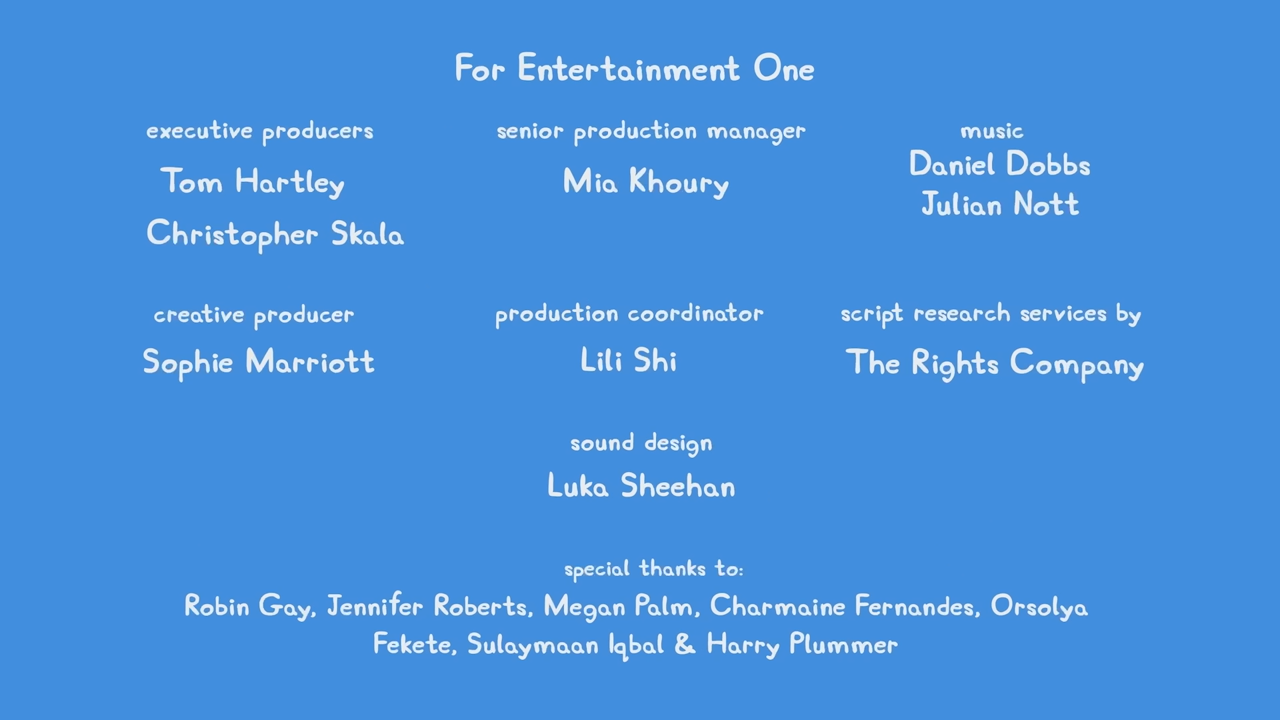 For Entertainment One
executive producers
Tom Hartley
Christopher Skala
senior production manager
Mia Khoury
music
Daniel Dobbs
Julian Nott
creative producer
Sophie Marriott
production coordinator
Lili Shi
script research services by
The Rights Company
sound design
Luka Sheehan
special thanks to:
Robin Gay, Jennifer Roberts, Megan Palm, Charmaine Fernandes, Orsolya
Fekete, Sulaymaan Iqbal & Harry Plummer